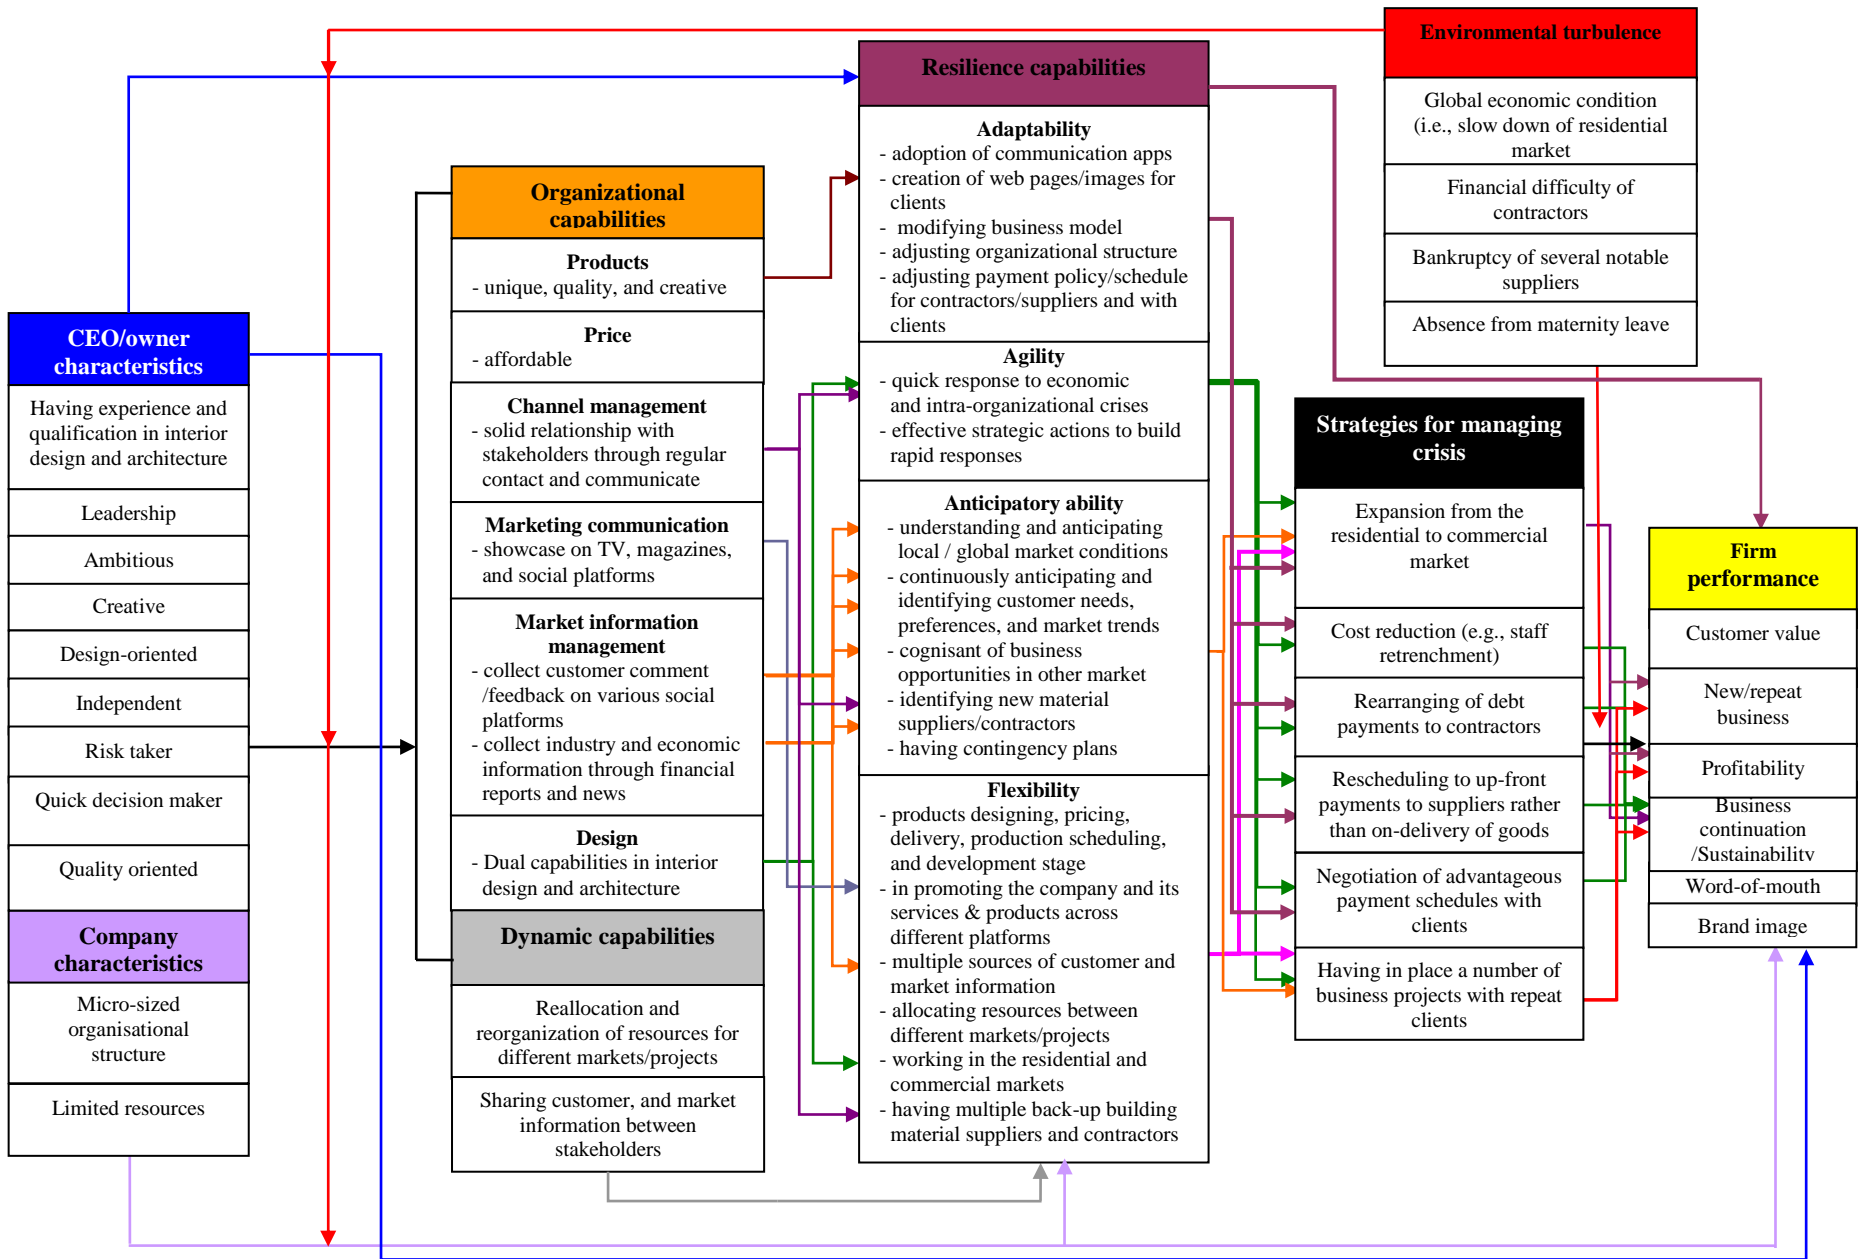 CEO/owner
characteristics
Having experience and
qualification in interior
design and architecture
Leadership
Ambitious
Creative
Design-oriented
Independent
Risk taker
Quick decision maker
Quality oriented
Company
characteristics
Micro-sized
organisational
structure
Limited resources
Organizational
capabilities
Products
- unique, quality, and creative
Price
- affordable
Channel management
- solid relationship with
stakeholders through regular
contact and communicate
Marketing communication
- showcase on TV, magazines,
and social platforms
Market information
management
- collect customer comment
/feedback on various social
platforms
- collect industry and economic
information through financial
reports and news
Design
- Dual capabilities in interior
design and architecture
Dynamic capabilities
Reallocation and
reorganization of resources for
different markets/projects
Sharing customer, and market
information between
stakeholders
Resilience capabilities
Adaptability
- adoption of communication apps
- creation of web pages/images for
clients
- modifying business model
- adjusting organizational structure
- adjusting payment policy/schedule
for contractors/suppliers and with
clients
Agility
- quick response to economic
and intra-organizational crises
- effective strategic actions to build
rapid responses
Anticipatory ability
- understanding and anticipating
local / global market conditions
- continuously anticipating and
identifying customer needs,
preferences, and market trends
- cognisant of business
opportunities in other market
- identifying new material
suppliers/contractors
- having contingency plans
Flexibility
- products designing, pricing,
delivery, production scheduling,
and development stage
- in promoting the company and its
services & products across
different platforms
- multiple sources of customer and
market information
- allocating resources between
different markets/projects
- working in the residential and
commercial markets
- having multiple back-up building
material suppliers and contractors
Environmental turbulence
Global economic condition
(i.e., slow down of residential
market
Financial difficulty of
contractors
Bankruptcy of several notable
suppliers
Absence from maternity leave
Strategies for managing
crisis
Expansion from the
residential to commercial
market
Cost reduction (e.g., staff
retrenchment)
Rearranging of debt
payments to contractors
Rescheduling to up-front
payments to suppliers rather
than on-delivery of goods
Negotiation of advantageous
payment schedules with
clients
Having in place a number of
business projects with repeat
clients
Firm
performance
Customer value
New/repeat
business
Profitability
Business
continuation
/Sustainability
Word-of-mouth
Brand image